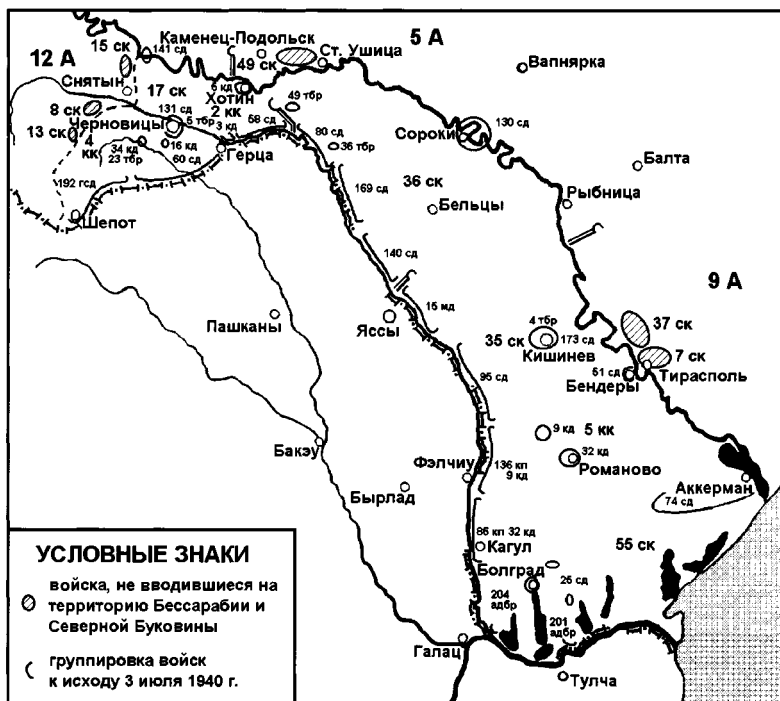 12 А
15 ск
141 сд
Каменец-Подольск
49 ск
5 А
Ст. Ушица
Вапнярка
Снятын
17 ск
6 кд
Хотин
2 кк
49 тбр
8 ск
131 сд
5 тбр
Черновицы
3 кд
58 сд
80 сд
36 тбр
Сороки
130 сд
13 ск
4
кк
34 кд
23 тбр
16 кд
60 сд
Герца
Балта
192 гсд
169 сд
36 ск
Бельцы
Рыбница
Шепот
140 сд
9 А
Пашканы
Яссы
15 мд
4 тбр
35 ск
173 сд
Кишинев
37 ск
7 ск
51 сд
Тирасполь
Бендеры
95 сд
9 кд
5 кк
Бакэу
Фэлчиу
136 кп
9 кд
32 кд
Романово
Бырлад
Аккерман
74 сд
86 кп 32 кд
Кагул
55 ск
Болград
25 сд
204
адбр
201
адбр
Галац
Тулча
УСЛОВНЫЕ ЗНАКИ
войска, не вводившиеся на
территорию Бессарабии и
Северной Буковины
группировка войск
к исходу 3 июля 1940 г.